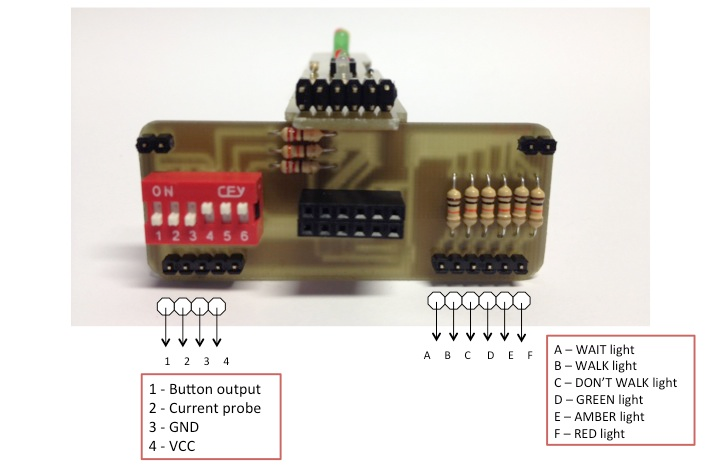 ON CFY
1 2 3 4 5 6
1 2 3 4
A B C D E F
1 - Button output
2 - Current probe
3 - GND
4 - VCC
A – WAIT light
B – WALK light
C – DON'T WALK light
D – GREEN light
E – AMBER light
F – RED light